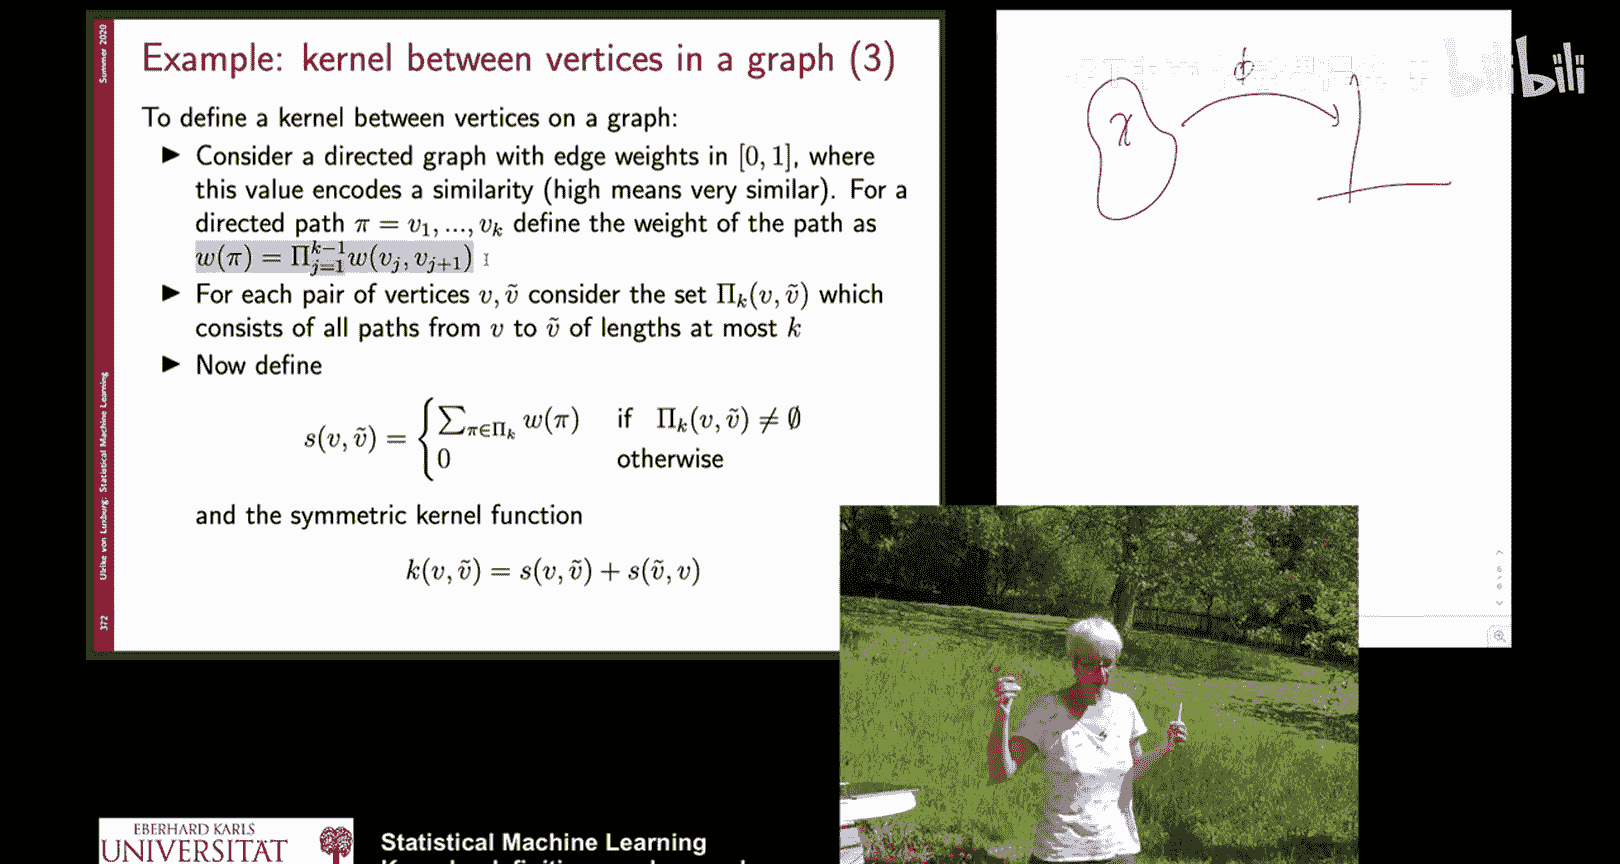 Summer 2020
Example: kernel between vertices in a graph (3)
To define a kernel between vertices on a graph:
▶ Consider a directed graph with edge weights in [0, 1], where
this value encodes a similarity (high means very similar). For a
directed path π = v₁, ..., vₖ define the weight of the path as
w(π) = Π_{j=1}^{k−1} w(v_j, v_{j+1})
▶ For each pair of vertices v, ṽ consider the set Πₖ(v, ṽ) which
consists of all paths from v to ṽ of lengths at most k
▶ Now define
s(v, ṽ) = { ∑_{π∈Πₖ} w(π) if Πₖ(v, ṽ) ≠ ∅
0 otherwise
and the symmetric kernel function
k(v, ṽ) = s(v, ṽ) + s(ṽ, v)
Ulrike von Luxburg: Statistical Machine Learning
372
ϕ
χ
bilibili
EBERHARD KARLS
UNIVERSITÄT
Statistical Machine Learning